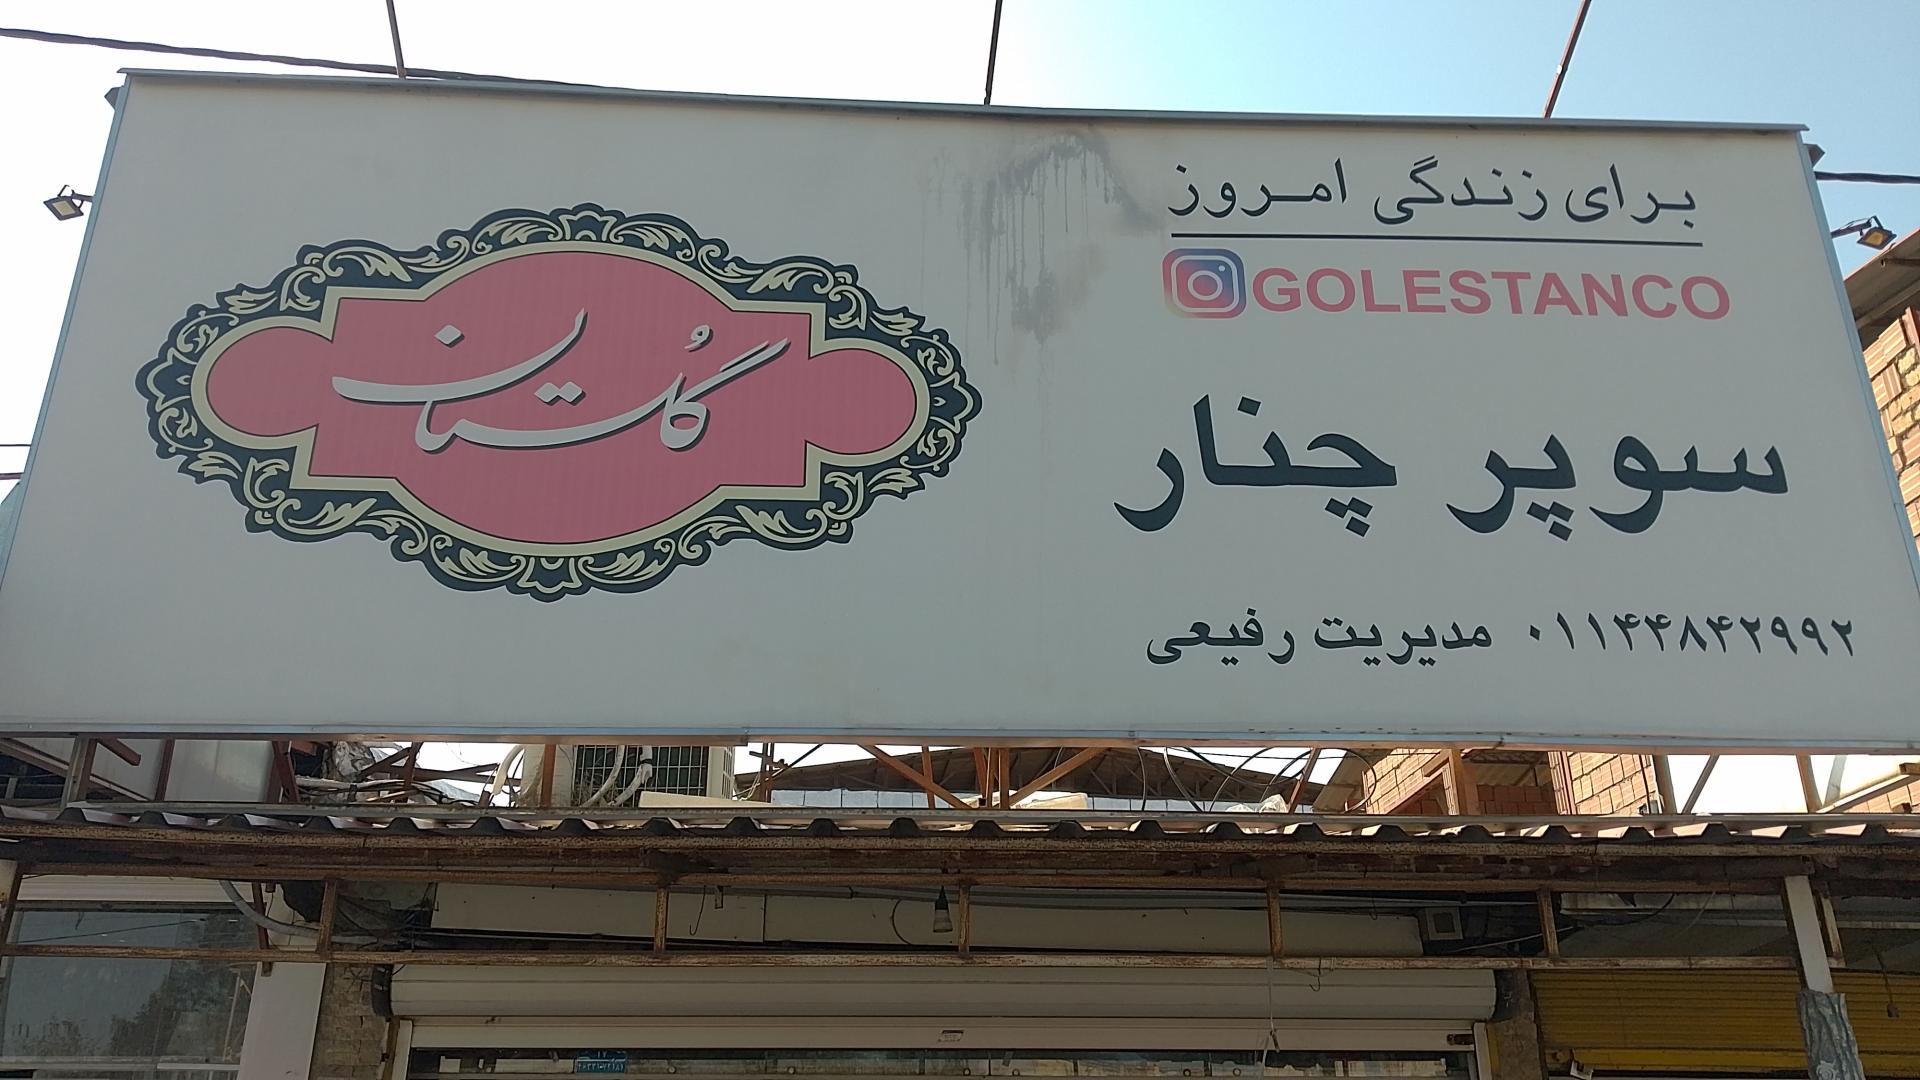 برای زندگی امروز
GOLESTANCO
سوپر چنار
۰۱۱۴۴۸۴۲۹۹۲ مدیریت رفیعی
گلستان